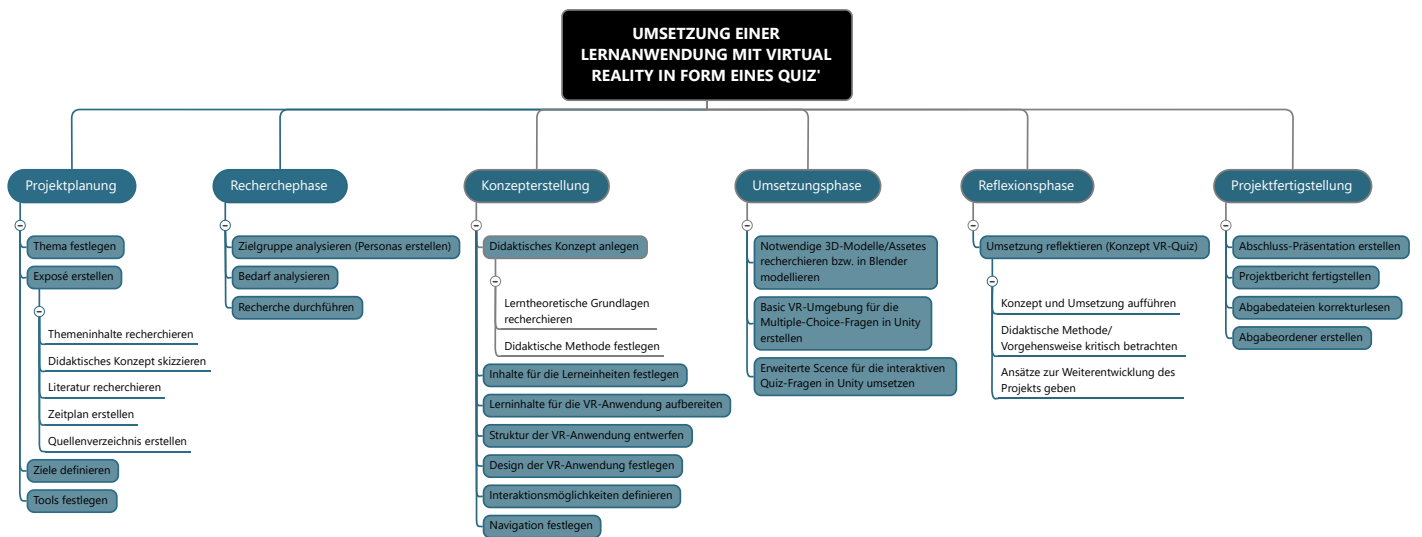 UMSETZUNG EINER
LERNANWENDUNG MIT VIRTUAL
REALITY IN FORM EINES QUIZ'
Projektplanung
Thema festlegen
Exposé erstellen
Themeninhalte recherchieren
Didaktisches Konzept skizzieren
Literatur recherchieren
Zeitplan erstellen
Quellenverzeichnis erstellen
Ziele definieren
Tools festlegen
Recherchephase
Zielgruppe analysieren (Personas erstellen)
Bedarf analysieren
Recherche durchführen
Konzepterstellung
Didaktisches Konzept anlegen
Lerntheoretische Grundlagen
recherchieren
Didaktische Methode festlegen
Inhalte für die Lerneinheiten festlegen
Lerninhalte für die VR-Anwendung aufbereiten
Struktur der VR-Anwendung entwerfen
Design der VR-Anwendung festlegen
Interaktionsmöglichkeiten definieren
Navigation festlegen
Umsetzungsphase
Notwendige 3D-Modelle/Assetes
recherchieren bzw. in Blender
modellieren
Basic VR-Umgebung für die
Multiple-Choice-Fragen in Unity
erstellen
Erweiterte Scence für die interaktiven
Quiz-Fragen in Unity umsetzen
Reflexionsphase
Umsetzung reflektieren (Konzept VR-Quiz)
Konzept und Umsetzung aufführen
Didaktische Methode/
Vorgehensweise kritisch betrachten
Ansätze zur Weiterentwicklung des
Projekts geben
Projektfertigstellung
Abschluss-Präsentation erstellen
Projektbericht fertigstellen
Abgabedateien korrekturlesen
Abgabeordener erstellen